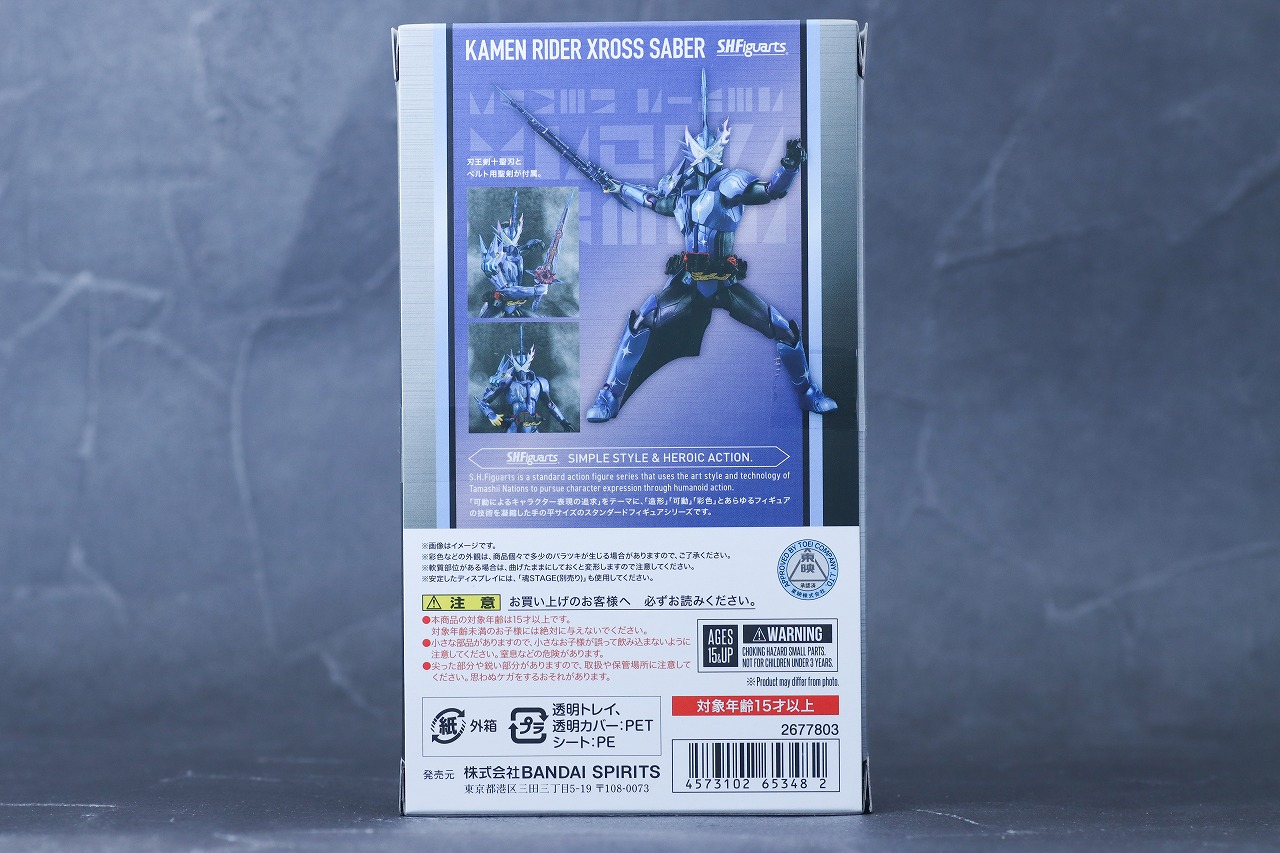 KAMEN RIDER XROSS SABER S.H.Figuarts
刃王剣十聖刃と
ベルト用聖剣が付属。
S.H.Figuarts SIMPLE STYLE & HEROIC ACTION.
S.H.Figuarts is a standard action figure series that uses the art style and technology of
Tamashii Nations to pursue character expression through humanoid action.
「可動によるキャラクター表現の追求」をテーマに、「造形」「可動」「彩色」とあらゆるフィギュア
の技術を凝縮した手の平サイズのスタンダードフィギュアシリーズです。
※画像はイメージです。
※彩色などの外観は、商品個々で多少のバラツキが生じる場合がありますので、ご了承ください。
※軟質部位がある場合は、曲げたままにしておくと変形しますので注意してください。
※安定したディスプレイには、「魂STAGE(別売り)」も使用してください。
APPROVED BY TOEI COMPANY, LTD.
東映
承認済
東映株式会社
注意 お買い上げのお客様へ 必ずお読みください。
●本商品の対象年齢は15才以上です。
対象年齢未満のお子様には絶対に与えないでください。
●小さな部品がありますので、小さなお子様が誤って飲み込まないように
注意してください。窒息などの危険があります。
●尖った部分や鋭い部分がありますので、取扱や保管場所に注意して
ください。思わぬケガをするおそれがあります。
AGES
15&UP
WARNING
CHOKING HAZARD SMALL PARTS.
NOT FOR CHILDREN UNDER 3 YEARS.
※Product may differ from photo.
紙 外箱
プラ 透明トレイ、
透明カバー:PET
シート:PE
対象年齢15才以上
2677803
4573102 65348 2
発売元 株式会社BANDAI SPIRITS
東京都港区三田三丁目5-19 〒108-0073